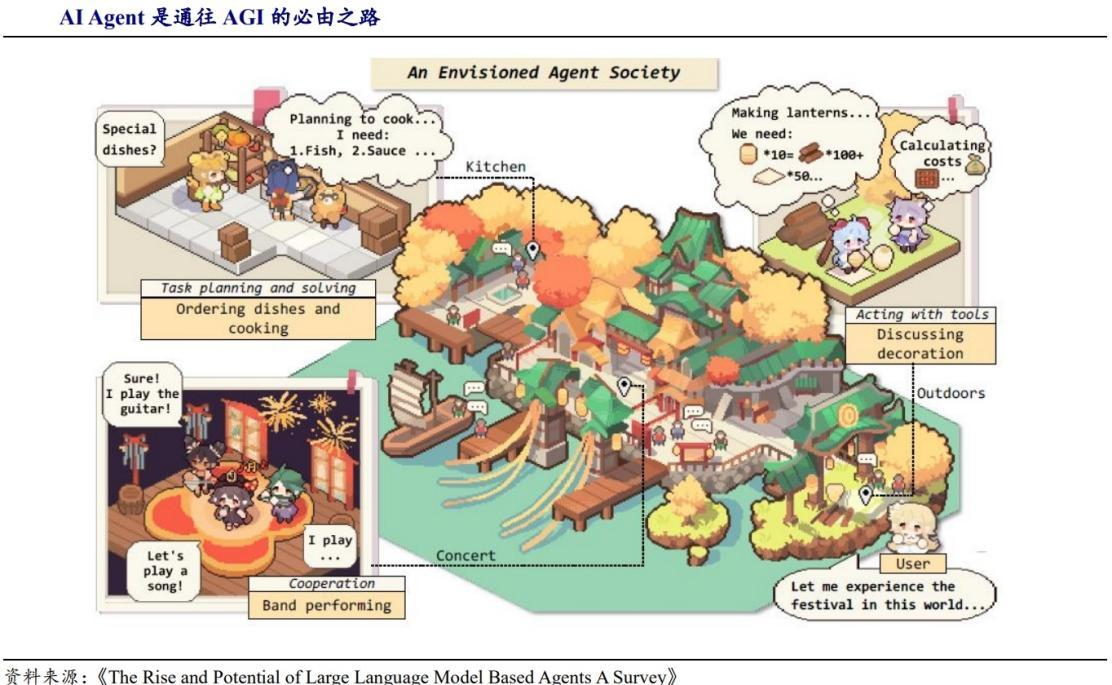 AI Agent 是通往 AGI 的必由之路
An Envisioned Agent Society
Special
dishes?
Planning to cook...
I need:
1.Fish, 2.Sauce ...
Kitchen
Task planning and solving
Ordering dishes and
cooking
Making lanterns...
We need:
*10= *100+
*50...
Calculating
costs
...
Acting with tools
Discussing
decoration
Outdoors
Sure!
I play the
guitar!
Let's
play a
song!
I play
...
Concert
Cooperation
Band performing
User
Let me experience the
festival in this world...
资料来源：《The Rise and Potential of Large Language Model Based Agents A Survey》